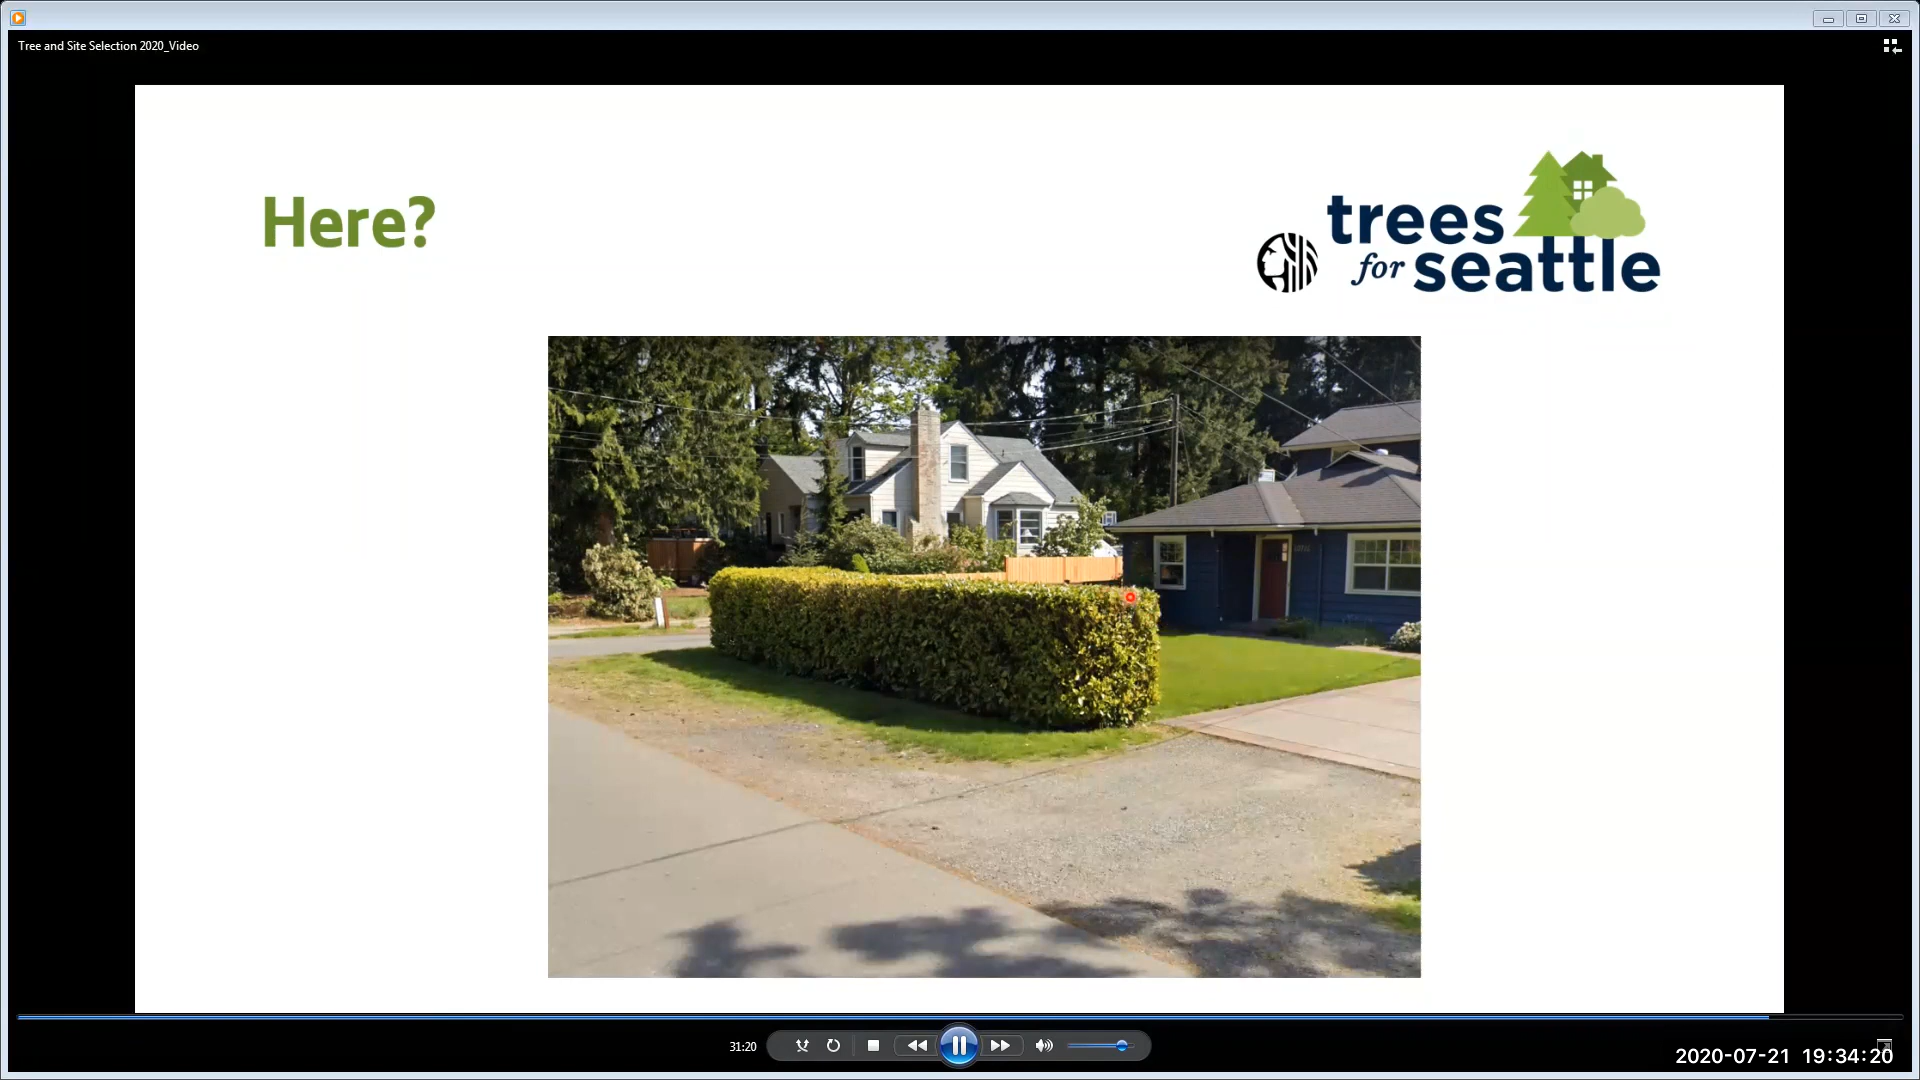 Tree and Site Selection 2020_Video
Here?
trees
for seattle
31:20
2020-07-21 19:34:20